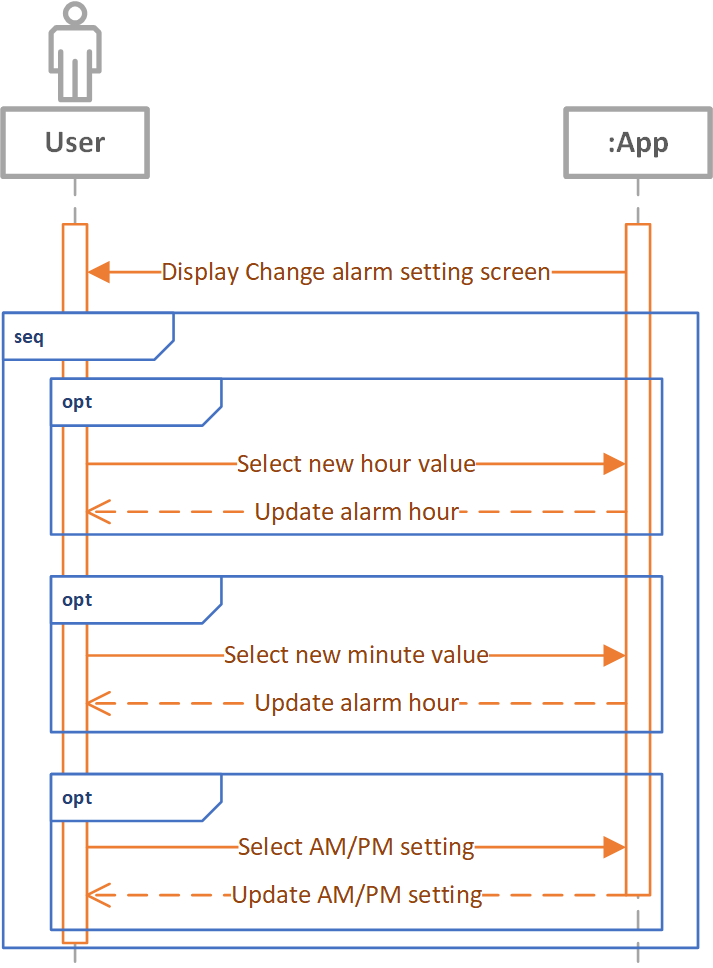 User
:App
Display Change alarm setting screen
seq
opt
Select new hour value
Update alarm hour
opt
Select new minute value
Update alarm hour
opt
Select AM/PM setting
Update AM/PM setting